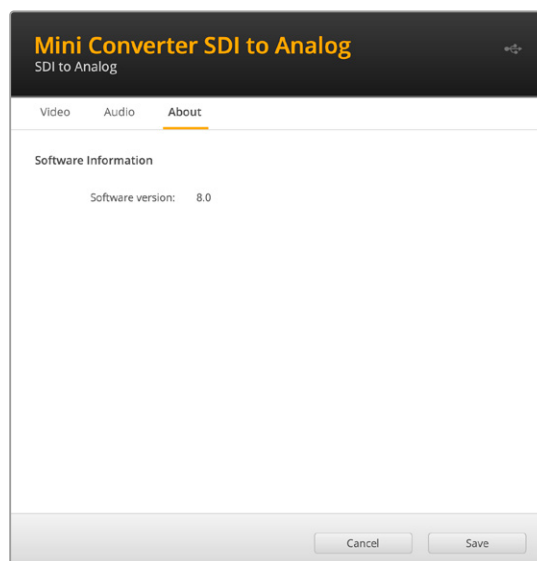 Mini Converter SDI to Analog
SDI to Analog
Video Audio About
Software Information
Software version: 8.0
Cancel Save